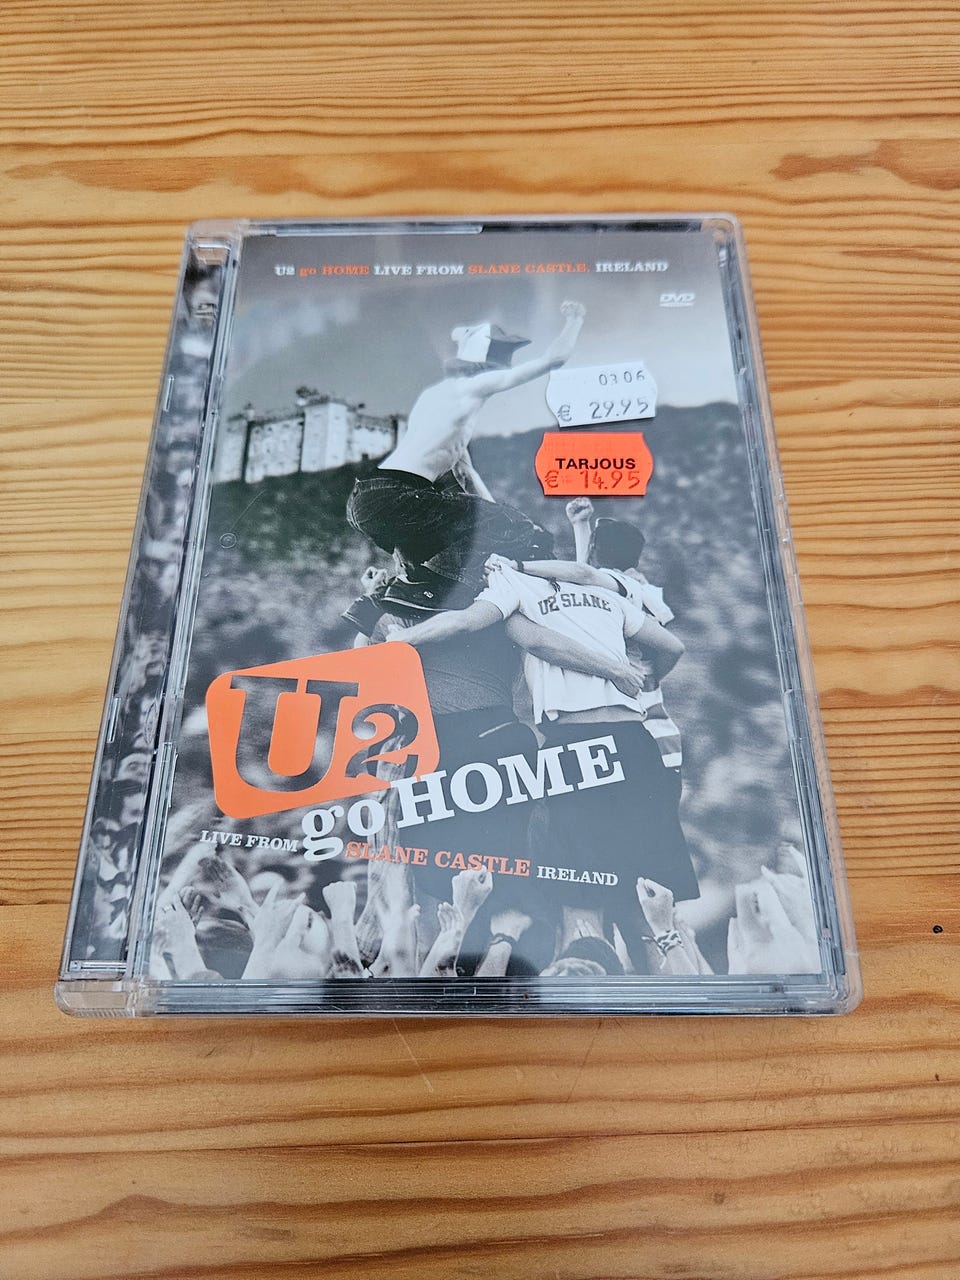 U2 go HOME LIVE FROM SLANE CASTLE, IRELAND
DVD
03 06
€ 29.95
TARJOUS
€ 14.95
U2 SLANE
U2
go HOME
LIVE FROM SLANE CASTLE IRELAND